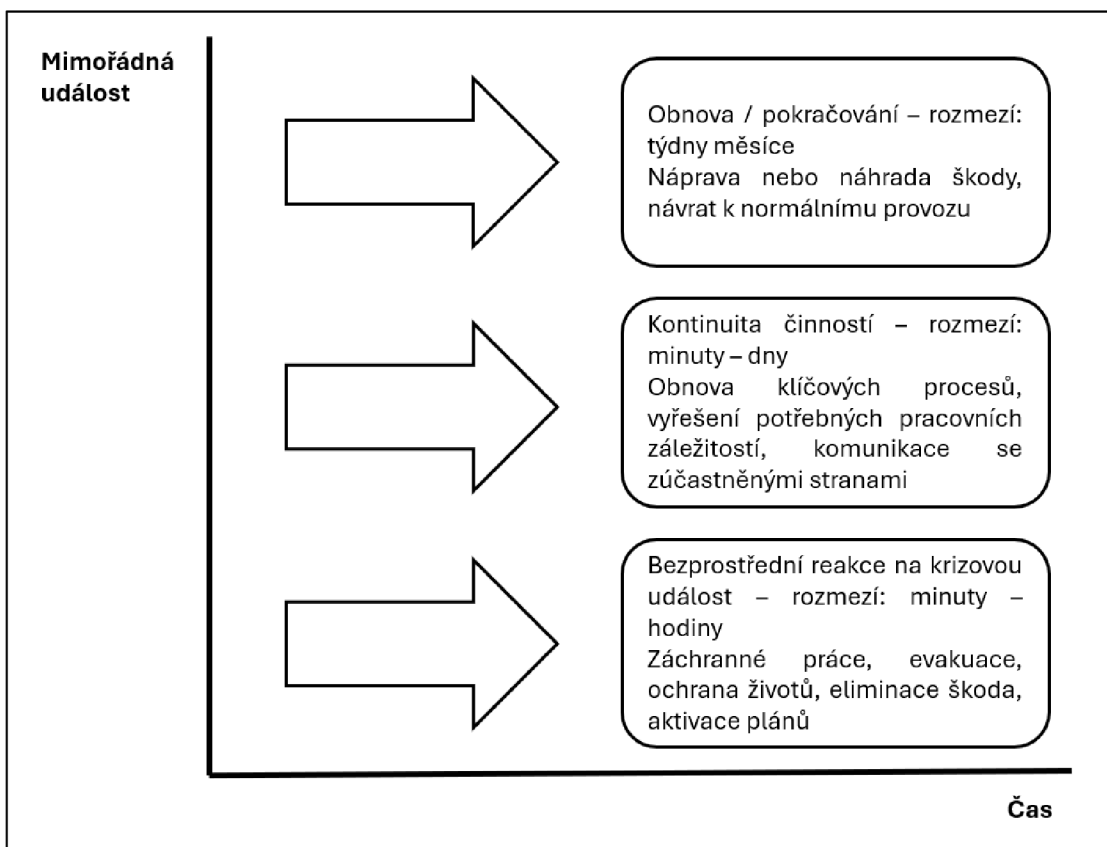 Mimořádná
událost
Obnova / pokračování – rozmezí:
týdny měsíce
Náprava nebo náhrada škody,
návrat k normálnímu provozu
Kontinuita činností – rozmezí:
minuty – dny
Obnova klíčových procesů,
vyřešení potřebných pracovních
záležitostí, komunikace se
zúčastněnými stranami
Bezprostřední reakce na krizovou
událost – rozmezí: minuty –
hodiny
Záchranné práce, evakuace,
ochrana životů, eliminace škoda,
aktivace plánů
Čas